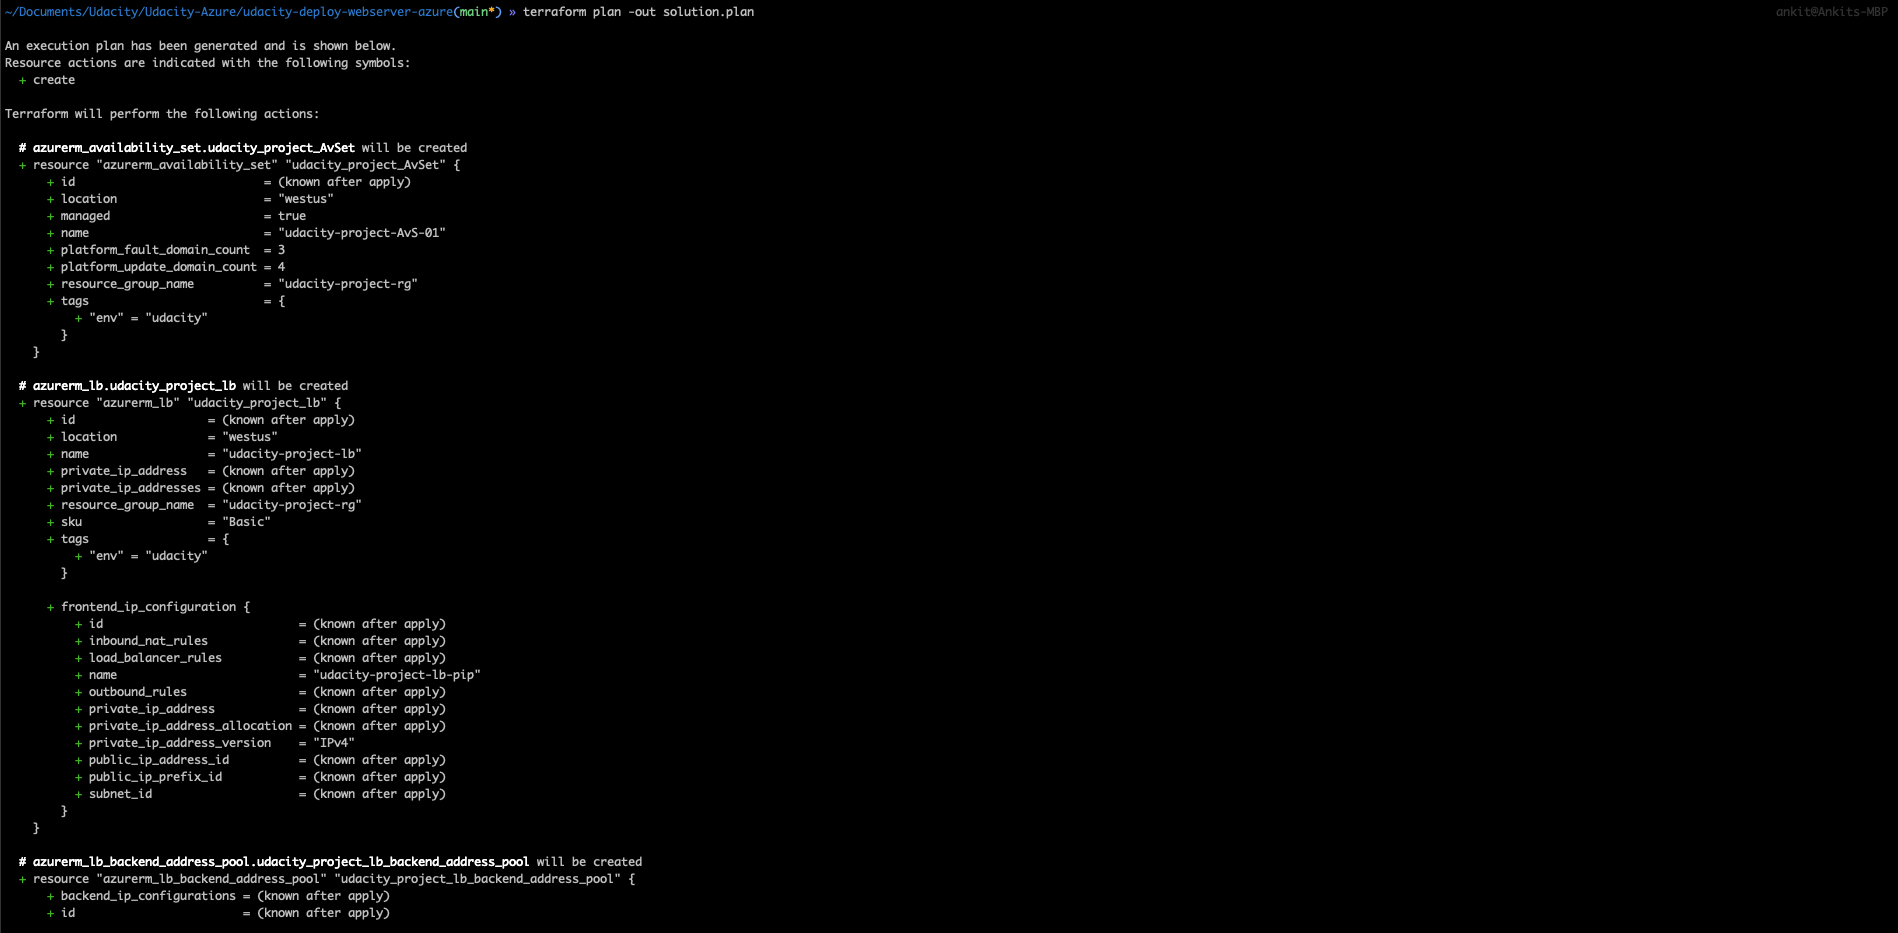 ~/Documents/Udacity/Udacity-Azure/udacity-deploy-webserver-azure(main*) » terraform plan -out solution.plan ankit@Ankits-MBP
An execution plan has been generated and is shown below.
Resource actions are indicated with the following symbols:
  + create
Terraform will perform the following actions:
  # azurerm_availability_set.udacity_project_AvSet will be created
  + resource "azurerm_availability_set" "udacity_project_AvSet" {
      + id                           = (known after apply)
      + location                     = "westus"
      + managed                      = true
      + name                         = "udacity-project-AvS-01"
      + platform_fault_domain_count  = 3
      + platform_update_domain_count = 4
      + resource_group_name          = "udacity-project-rg"
      + tags                         = {
          + "env" = "udacity"
        }
    }
  # azurerm_lb.udacity_project_lb will be created
  + resource "azurerm_lb" "udacity_project_lb" {
      + id                   = (known after apply)
      + location             = "westus"
      + name                 = "udacity-project-lb"
      + private_ip_address   = (known after apply)
      + private_ip_addresses = (known after apply)
      + resource_group_name  = "udacity-project-rg"
      + sku                  = "Basic"
      + tags                 = {
          + "env" = "udacity"
        }
      + frontend_ip_configuration {
          + id                            = (known after apply)
          + inbound_nat_rules             = (known after apply)
          + load_balancer_rules           = (known after apply)
          + name                          = "udacity-project-lb-pip"
          + outbound_rules                = (known after apply)
          + private_ip_address            = (known after apply)
          + private_ip_address_allocation = (known after apply)
          + private_ip_address_version    = "IPv4"
          + public_ip_address_id          = (known after apply)
          + public_ip_prefix_id           = (known after apply)
          + subnet_id                     = (known after apply)
        }
    }
  # azurerm_lb_backend_address_pool.udacity_project_lb_backend_address_pool will be created
  + resource "azurerm_lb_backend_address_pool" "udacity_project_lb_backend_address_pool" {
      + backend_ip_configurations = (known after apply)
      + id                        = (known after apply)